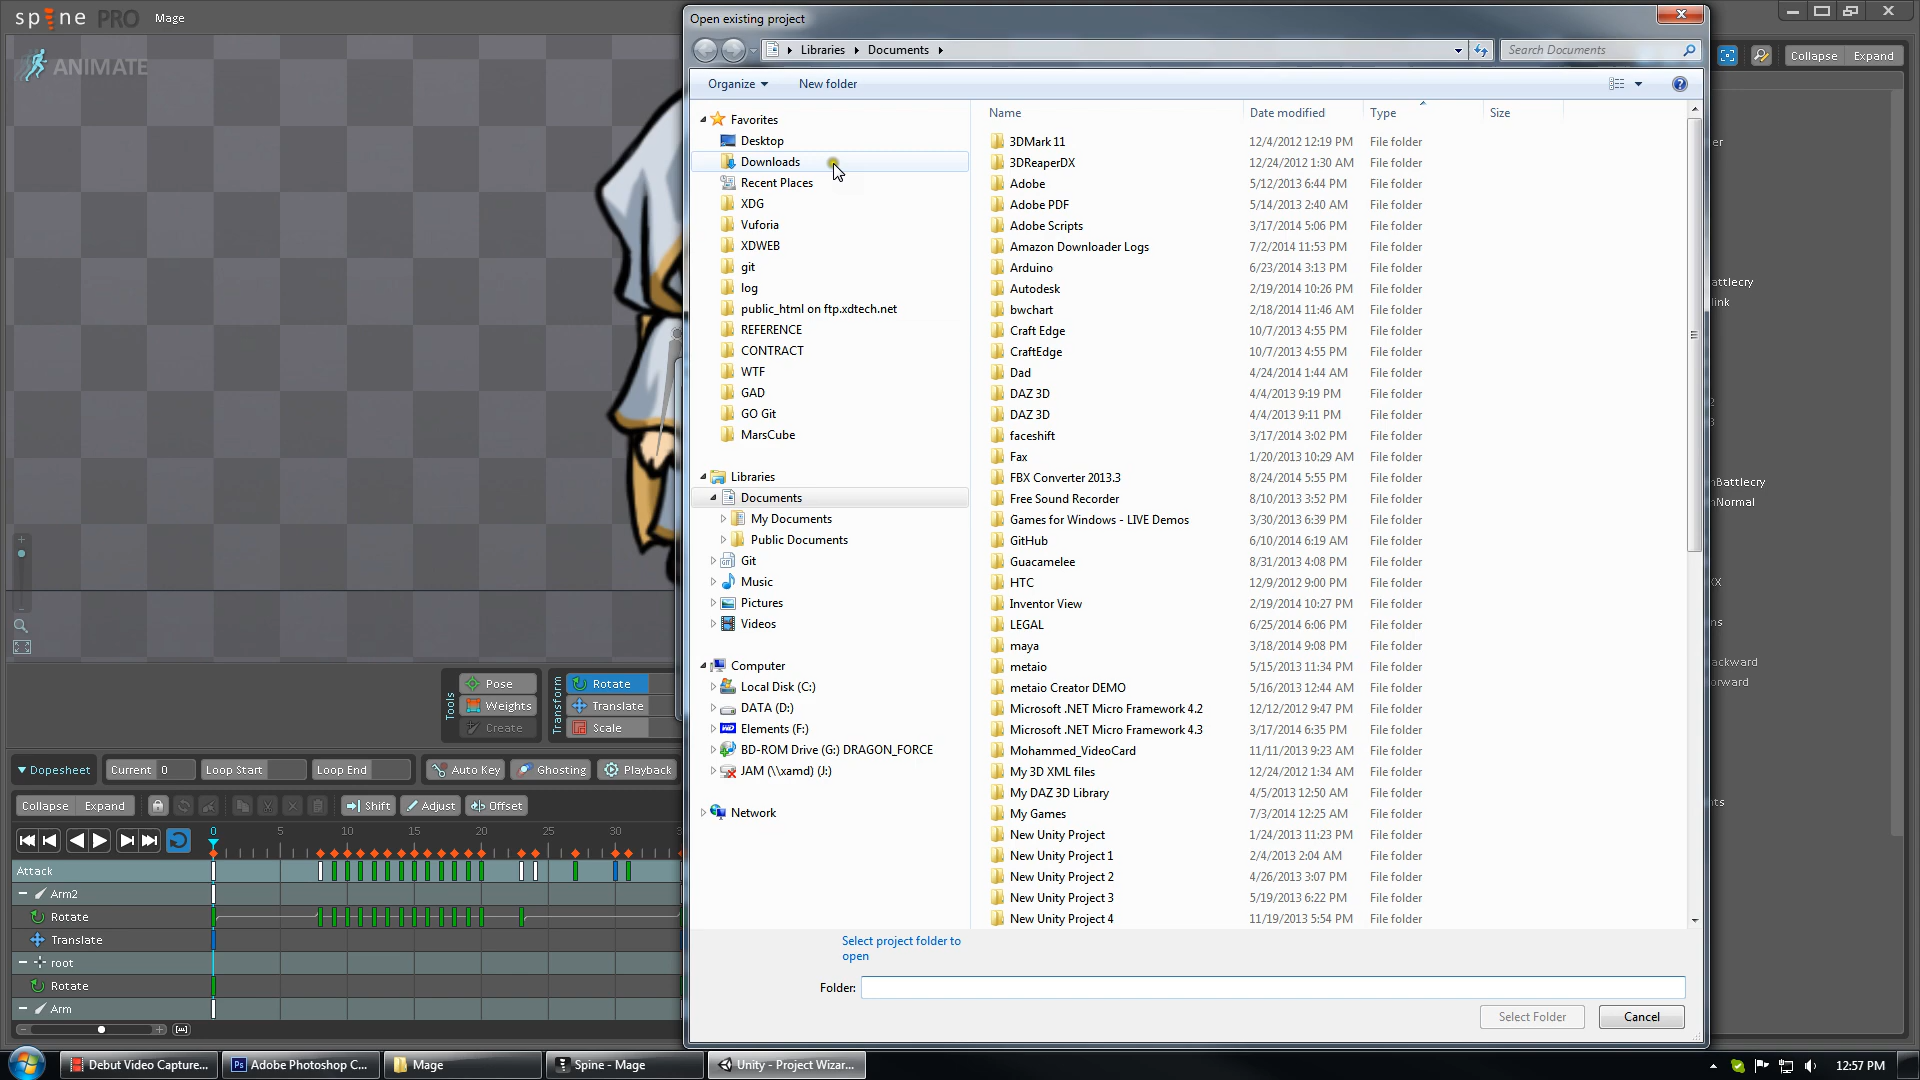 spine PRO Mage
ANIMATE
Open existing project
Libraries Documents
Search Documents
Organize New folder
Collapse Expand
Name Date modified Type Size
Favorites
Desktop
Downloads
Recent Places
XDG
Vuforia
XDWEB
git
log
public_html on ftp.xdtech.net
REFERENCE
CONTRACT
WTF
GAD
GO Git
MarsCube
Libraries
Documents
My Documents
Public Documents
Git
Music
Pictures
Videos
Computer
Local Disk (C:)
DATA (D:)
Elements (F:)
BD-ROM Drive (G:) DRAGON_FORCE
JAM (\\xamd) (J:)
Network
3DMark 11 12/4/2012 12:19 PM File folder
3DReaperDX 12/24/2012 1:30 AM File folder
Adobe 5/12/2013 6:44 PM File folder
Adobe PDF 5/14/2013 2:40 AM File folder
Adobe Scripts 3/17/2014 5:06 PM File folder
Amazon Downloader Logs 7/2/2014 11:53 PM File folder
Arduino 6/23/2014 3:13 PM File folder
Autodesk 2/19/2014 10:26 PM File folder
bwchart 2/18/2014 11:46 AM File folder
Craft Edge 10/7/2013 4:55 PM File folder
CraftEdge 10/7/2013 4:55 PM File folder
Dad 4/24/2014 1:44 AM File folder
DAZ 3D 4/4/2013 9:19 PM File folder
DAZ 3D 4/4/2013 9:11 PM File folder
faceshift 3/17/2014 3:02 PM File folder
Fax 1/20/2013 10:29 AM File folder
FBX Converter 2013.3 8/24/2014 5:55 PM File folder
Free Sound Recorder 8/10/2013 3:52 PM File folder
Games for Windows - LIVE Demos 3/30/2013 6:39 PM File folder
GitHub 6/10/2014 6:19 AM File folder
Guacamelee 8/31/2013 4:08 PM File folder
HTC 12/9/2012 9:00 PM File folder
Inventor View 2/19/2014 10:27 PM File folder
LEGAL 6/25/2014 6:06 PM File folder
maya 3/18/2014 9:08 PM File folder
metaio 5/15/2013 11:34 PM File folder
metaio Creator DEMO 5/16/2013 12:44 AM File folder
Microsoft .NET Micro Framework 4.2 12/12/2012 9:47 PM File folder
Microsoft .NET Micro Framework 4.3 3/17/2014 6:35 PM File folder
Mohammed_VideoCard 11/11/2013 9:23 AM File folder
My 3D XML files 12/24/2012 1:34 AM File folder
My DAZ 3D Library 4/5/2013 12:50 AM File folder
My Games 7/3/2014 12:25 AM File folder
New Unity Project 1/24/2013 11:23 PM File folder
New Unity Project 1 2/4/2013 2:04 AM File folder
New Unity Project 2 4/26/2013 3:07 PM File folder
New Unity Project 3 5/19/2013 6:22 PM File folder
New Unity Project 4 11/19/2013 5:54 PM File folder
er
attlecry
link
2
3
nBattlecry
nNormal
XX
ns
ackward
orward
nts
Select project folder to
open
Folder:
Select Folder Cancel
Tools
Pose
Weights
Create
Transform
Rotate
Translate
Scale
Dopesheet Current 0 Loop Start Loop End Auto Key Ghosting Playback
Collapse Expand Shift Adjust Offset
0 5 10 15 20 25 30
Attack
Arm2
Rotate
Translate
root
Rotate
Arm
Debut Video Capture... Adobe Photoshop C... Mage Spine - Mage Unity - Project Wizar... 12:57 PM